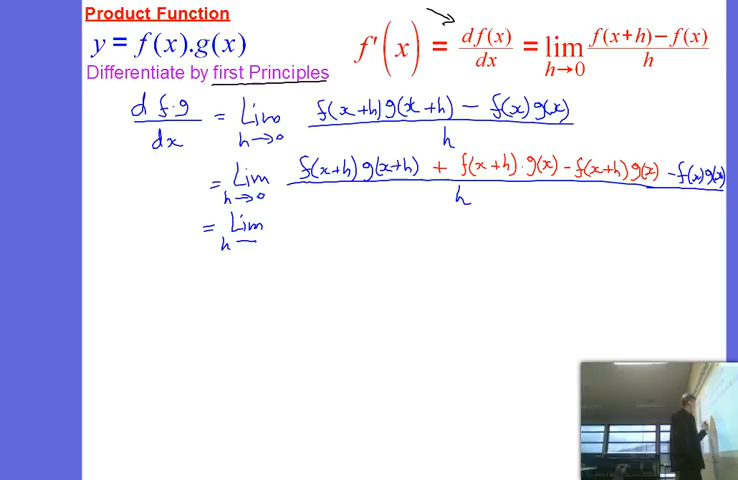 Product Function
y = f(x).g(x)
f'(x) = df(x)/dx = lim h→0 f(x+h)−f(x)/h
Differentiate by first Principles
d f·g/dx = Lim h→0 f(x+h)g(x+h) − f(x)g(x)/h
= Lim h→0 f(x+h)g(x+h) + f(x+h)·g(x) − f(x+h)g(x) − f(x)g(x)/h
= Lim h —